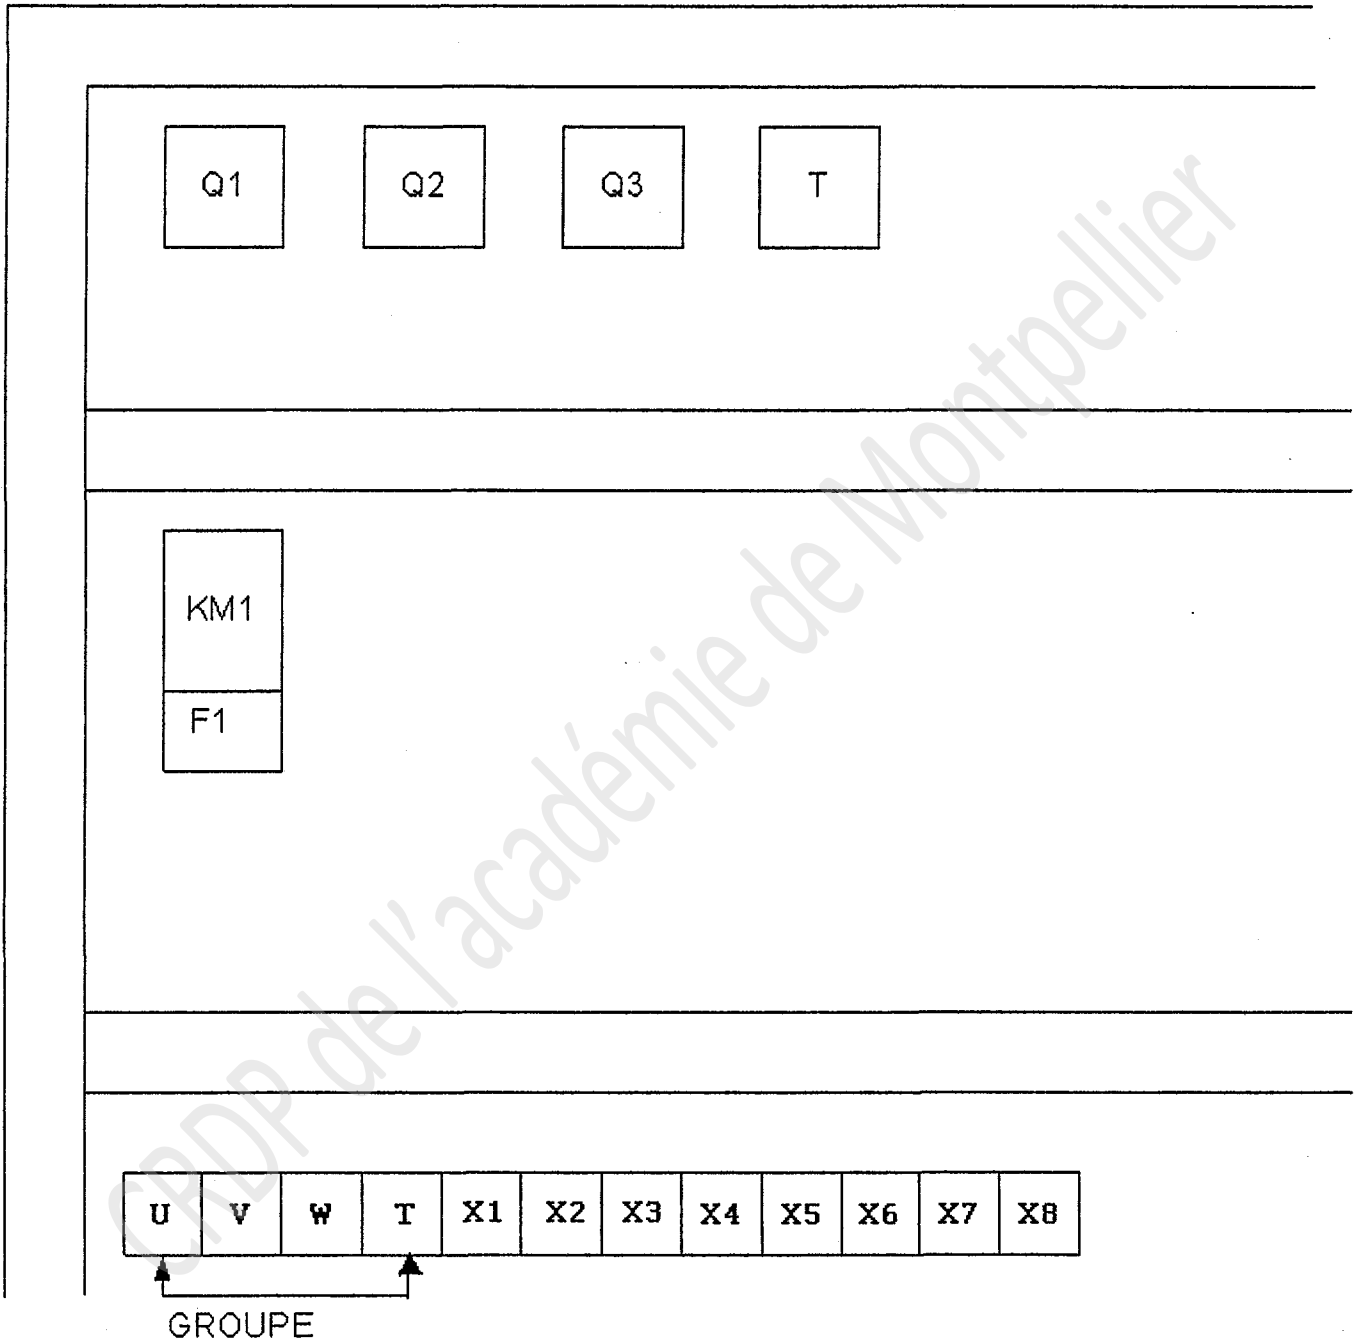 Q1 Q2 Q3 T
KM1
F1
U V W T X1 X2 X3 X4 X5 X6 X7 X8
GROUPE
CRDP de l'académie de Montpellier